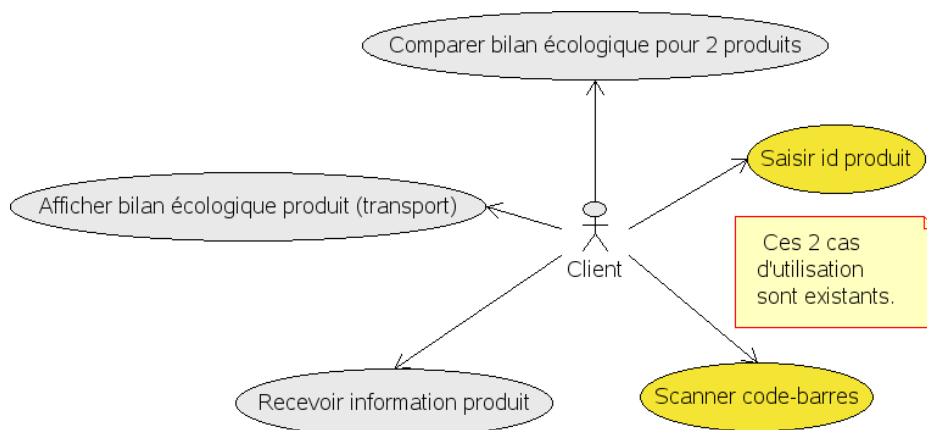 Comparer bilan écologique pour 2 produits
Saisir id produit
Afficher bilan écologique produit (transport)
Ces 2 cas
d'utilisation
sont existants.
Client
Recevoir information produit
Scanner code-barres